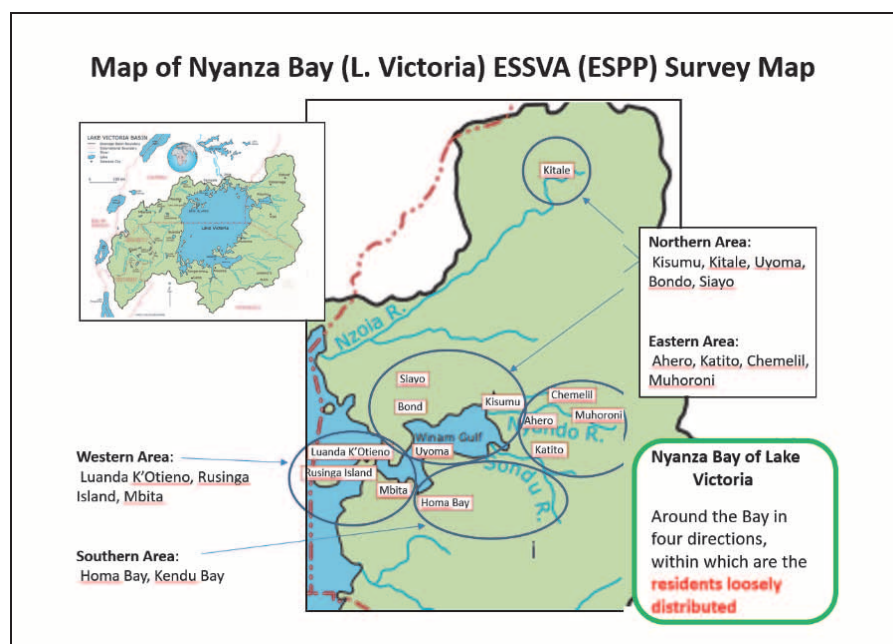 Map of Nyanza Bay (L. Victoria) ESSVA (ESPP) Survey Map
LAKE VICTORIA BASIN
Lake Victoria
Kitale
Northern Area:
Kisumu, Kitale, Uyoma,
Bondo, Siayo
Eastern Area:
Ahero, Katito, Chemelil,
Muhoroni
Nzoia R.
Siayo
Bond
Kisumu
Chemelil
Muhoroni
Ahero
Nyando R.
Katito
Winam Gulf
Uyoma
Luanda K'Otieno
Rusinga Island
Mbita
Homa Bay
Sondu R.
i
Western Area:
Luanda K'Otieno, Rusinga
Island, Mbita
Southern Area:
Homa Bay, Kendu Bay
Nyanza Bay of Lake
Victoria
Around the Bay in
four directions,
within which are the
residents loosely
distributed